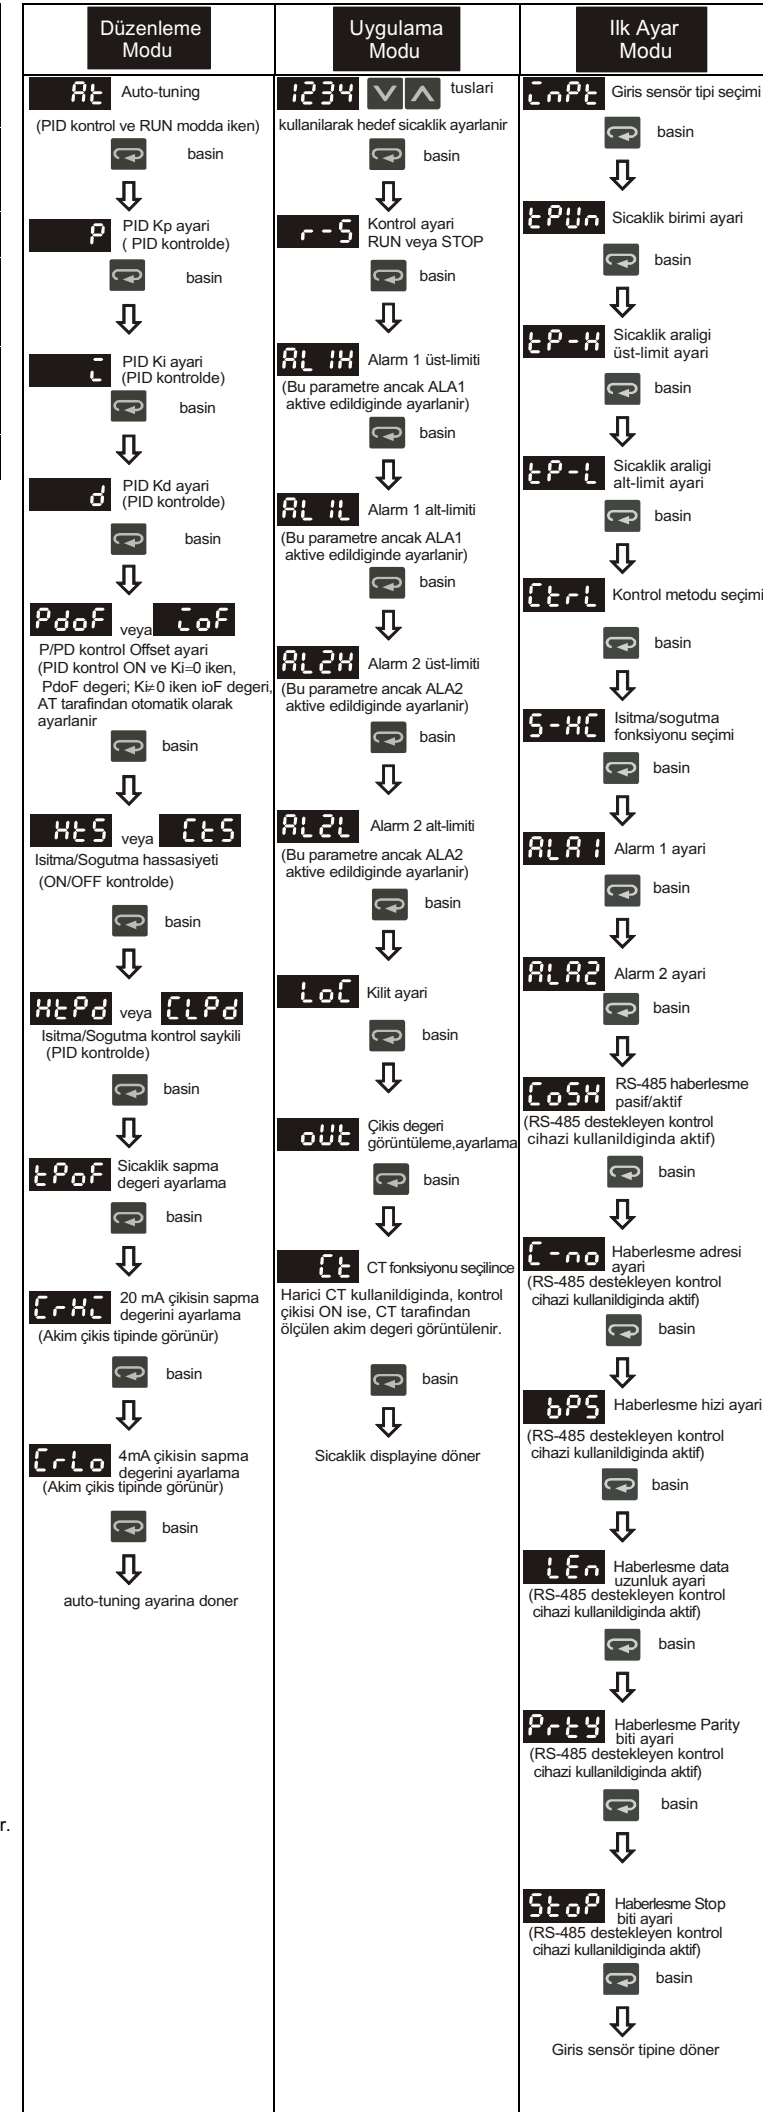 Düzenleme
Modu
At Auto-tuning
(PID kontrol ve RUN modda iken)
basin
P PID Kp ayari
( PID kontrolde)
basin
i PID Ki ayari
(PID kontrolde)
basin
d PID Kd ayari
(PID kontrolde)
basin
PdoF veya ioF
P/PD kontrol Offset ayari
(PID kontrol ON ve Ki=0 iken,
PdoF degeri; Ki≠0 iken ioF degeri,
AT tarafindan otomatik olarak
ayarlanir
basin
HtS veya CtS
Isitma/Sogutma hassasiyeti
(ON/OFF kontrolde)
basin
HtPd veya CLPd
Isitma/Sogutma kontrol saykili
(PID kontrolde)
basin
tPoF Sicaklik sapma
degeri ayarlama
basin
CrHi 20 mA çikisin sapma
degerini ayarlama
(Akim çikis tipinde görünür)
basin
CrLo 4mA çikisin sapma
degerini ayarlama
(Akim çikis tipinde görünür)
basin
auto-tuning ayarina doner
Uygulama
Modu
1234 tuslari
kullanilarak hedef sicaklik ayarlanir
basin
r-S Kontrol ayari
RUN veya STOP
basin
AL1H Alarm 1 üst-limiti
(Bu parametre ancak ALA1
aktive edildiginde ayarlanir)
basin
AL1L Alarm 1 alt-limiti
(Bu parametre ancak ALA1
aktive edildiginde ayarlanir)
basin
AL2H Alarm 2 üst-limiti
(Bu parametre ancak ALA2
aktive edildiginde ayarlanir)
basin
AL2L Alarm 2 alt-limiti
(Bu parametre ancak ALA2
aktive edildiginde ayarlanir)
basin
LoC Kilit ayari
basin
oUt Çikis degeri
görüntüleme,ayarlama
basin
Ct CT fonksiyonu seçilince
Harici CT kullanildiginda, kontrol
çikisi ON ise, CT tarafindan
ölçülen akim degeri görüntülenir.
basin
Sicaklik displayine döner
Ilk Ayar
Modu
inPt Giris sensör tipi seçimi
basin
tPUn Sicaklik birimi ayari
basin
tP-H Sicaklik araligi
üst-limit ayari
basin
tP-L Sicaklik araligi
alt-limit ayari
basin
CtrL Kontrol metodu seçimi
basin
S-HC Isitma/sogutma
fonksiyonu seçimi
basin
ALA1 Alarm 1 ayari
basin
ALA2 Alarm 2 ayari
basin
CoSH RS-485 haberlesme
pasif/aktif
(RS-485 destekleyen kontrol
cihazi kullanildiginda aktif)
basin
C-no Haberlesme adresi
ayari
(RS-485 destekleyen kontrol
cihazi kullanildiginda aktif)
basin
bPS Haberlesme hizi ayari
(RS-485 destekleyen kontrol
cihazi kullanildiginda aktif)
basin
LEn Haberlesme data
uzunluk ayari
(RS-485 destekleyen kontrol
cihazi kullanildiginda aktif)
basin
PrtY Haberlesme Parity
biti ayari
(RS-485 destekleyen kontrol
cihazi kullanildiginda aktif)
basin
StoP Haberlesme Stop
biti ayari
(RS-485 destekleyen kontrol
cihazi kullanildiginda aktif)
basin
Giris sensör tipine döner
r.